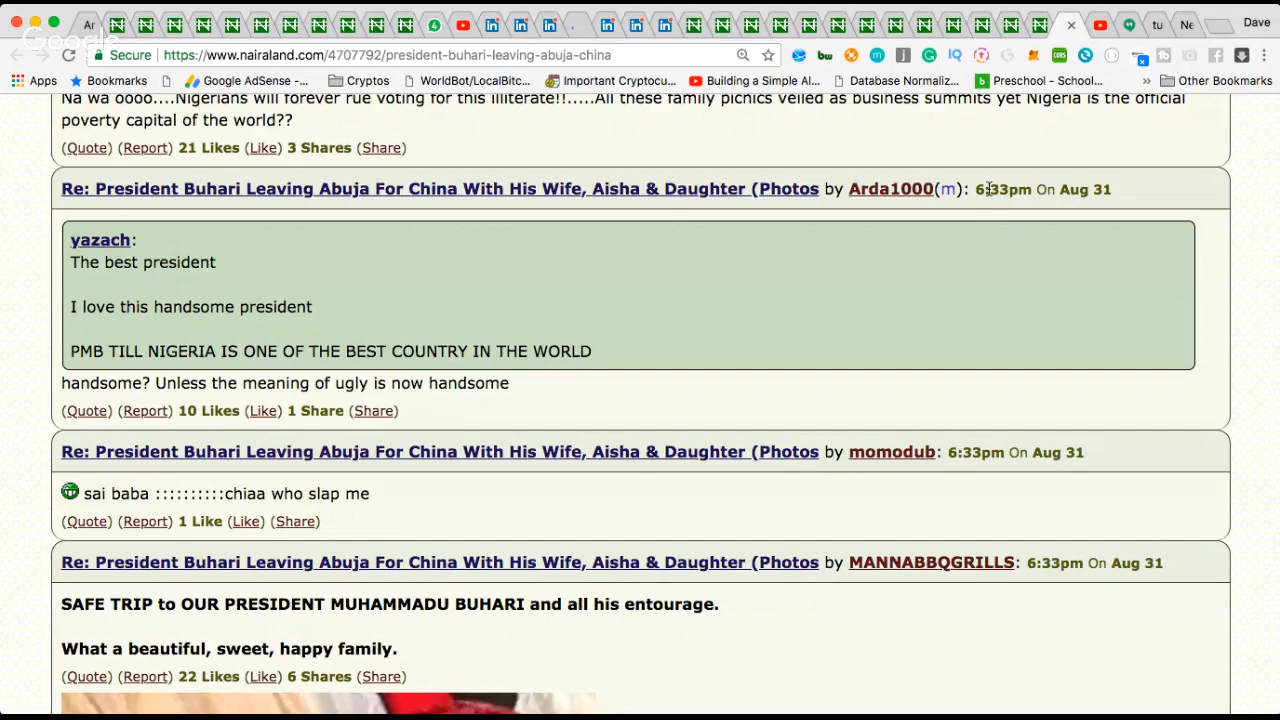 Ar
4
tu
Ne
Dave
Google
Secure
https://www.nairaland.com/4707792/president-buhari-leaving-abuja-china
Apps
Bookmarks
Google AdSense -...
Cryptos
Workist/LocalBitc...
Important Cryptocu...
Building a Simple Al...
Database Normaliz...
Preschool - School...
Other Bookmarks
Na wa oooo....Nigerians will forever rue voting for this illiterate!!.....All these family picnics veiled as business summits yet Nigeria is the official
poverty capital of the world??
(Quote) (Report) 21 Likes (Like) 3 Shares (Share)
Re: President Buhari Leaving Abuja For China With His Wife, Aisha & Daughter (Photos by Arda1000(m): 6:33pm On Aug 31
yazach:
The best president
I love this handsome president
PMB TILL NIGERIA IS ONE OF THE BEST COUNTRY IN THE WORLD
handsome? Unless the meaning of ugly is now handsome
(Quote) (Report) 10 Likes (Like) 1 Share (Share)
Re: President Buhari Leaving Abuja For China With His Wife, Aisha & Daughter (Photos by momodub: 6:33pm On Aug 31
sai baba ::::::::::chiaa who slap me
(Quote) (Report) 1 Like (Like) (Share)
Re: President Buhari Leaving Abuja For China With His Wife, Aisha & Daughter (Photos by MANNABBQGRILLS: 6:33pm On Aug 31
SAFE TRIP to OUR PRESIDENT MUHAMMADU BUHARI and all his entourage.
What a beautiful, sweet, happy family.
(Quote) (Report) 22 Likes (Like) 6 Shares (Share)